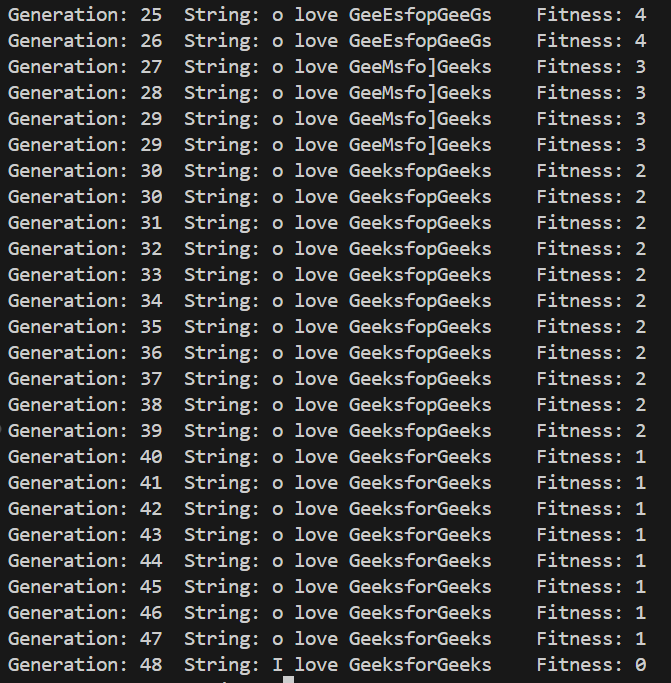 Generation: 25  String: o love GeeEsfopGeeGs    Fitness: 4
Generation: 26  String: o love GeeEsfopGeeGs    Fitness: 4
Generation: 27  String: o love GeeMsfo]Geeks    Fitness: 3
Generation: 28  String: o love GeeMsfo]Geeks    Fitness: 3
Generation: 29  String: o love GeeMsfo]Geeks    Fitness: 3
Generation: 29  String: o love GeeMsfo]Geeks    Fitness: 3
Generation: 30  String: o love GeeksfopGeeks    Fitness: 2
Generation: 30  String: o love GeeksfopGeeks    Fitness: 2
Generation: 31  String: o love GeeksfopGeeks    Fitness: 2
Generation: 32  String: o love GeeksfopGeeks    Fitness: 2
Generation: 33  String: o love GeeksfopGeeks    Fitness: 2
Generation: 34  String: o love GeeksfopGeeks    Fitness: 2
Generation: 35  String: o love GeeksfopGeeks    Fitness: 2
Generation: 36  String: o love GeeksfopGeeks    Fitness: 2
Generation: 37  String: o love GeeksfopGeeks    Fitness: 2
Generation: 38  String: o love GeeksfopGeeks    Fitness: 2
Generation: 39  String: o love GeeksfopGeeks    Fitness: 2
Generation: 40  String: o love GeeksforGeeks    Fitness: 1
Generation: 41  String: o love GeeksforGeeks    Fitness: 1
Generation: 42  String: o love GeeksforGeeks    Fitness: 1
Generation: 43  String: o love GeeksforGeeks    Fitness: 1
Generation: 44  String: o love GeeksforGeeks    Fitness: 1
Generation: 45  String: o love GeeksforGeeks    Fitness: 1
Generation: 46  String: o love GeeksforGeeks    Fitness: 1
Generation: 47  String: o love GeeksforGeeks    Fitness: 1
Generation: 48  String: I love GeeksforGeeks    Fitness: 0